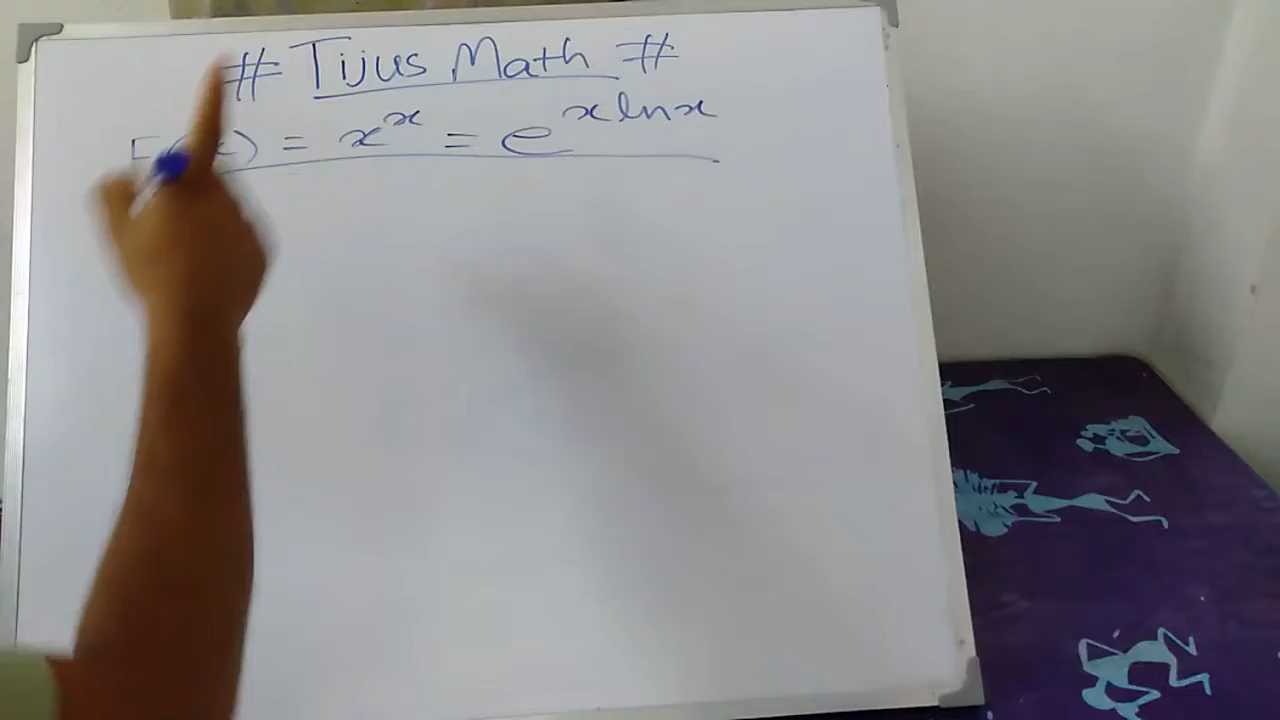 # Tijus Math #
(x) = x^x = e^{x ln x}